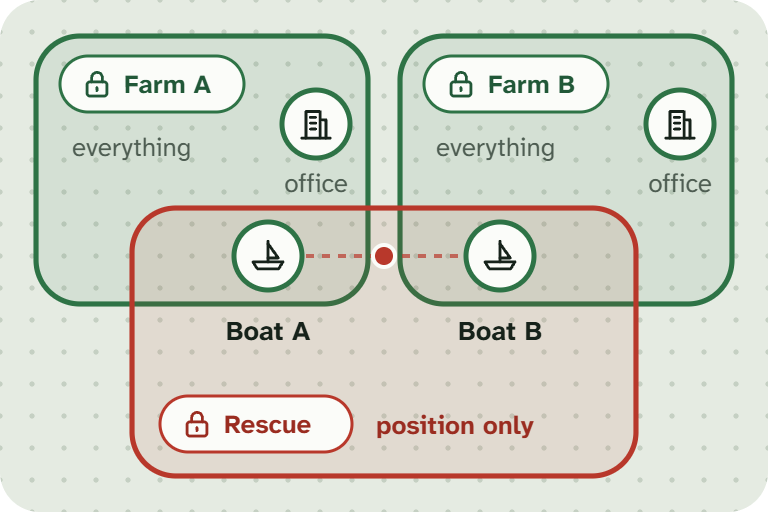 Farm A
everything
office
Farm B
everything
office
Boat A
Boat B
Rescue
position only